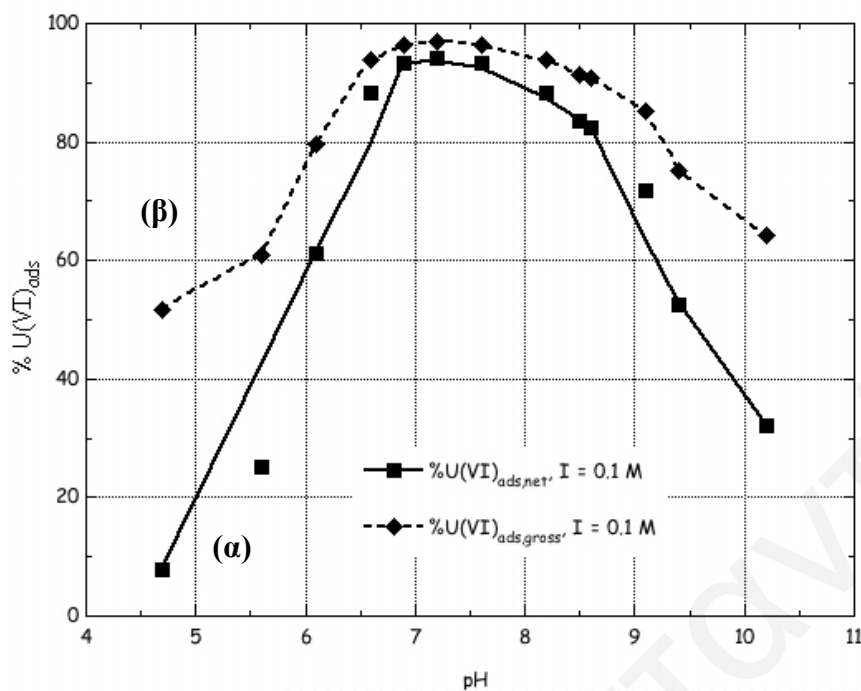 100
80
60
40
20
0
% U(VI)ads
(β)
(α)
%U(VI)ads,net, I = 0.1 M
%U(VI)ads,gross, I = 0.1 M
4 5 6 7 8 9 10 11
pH